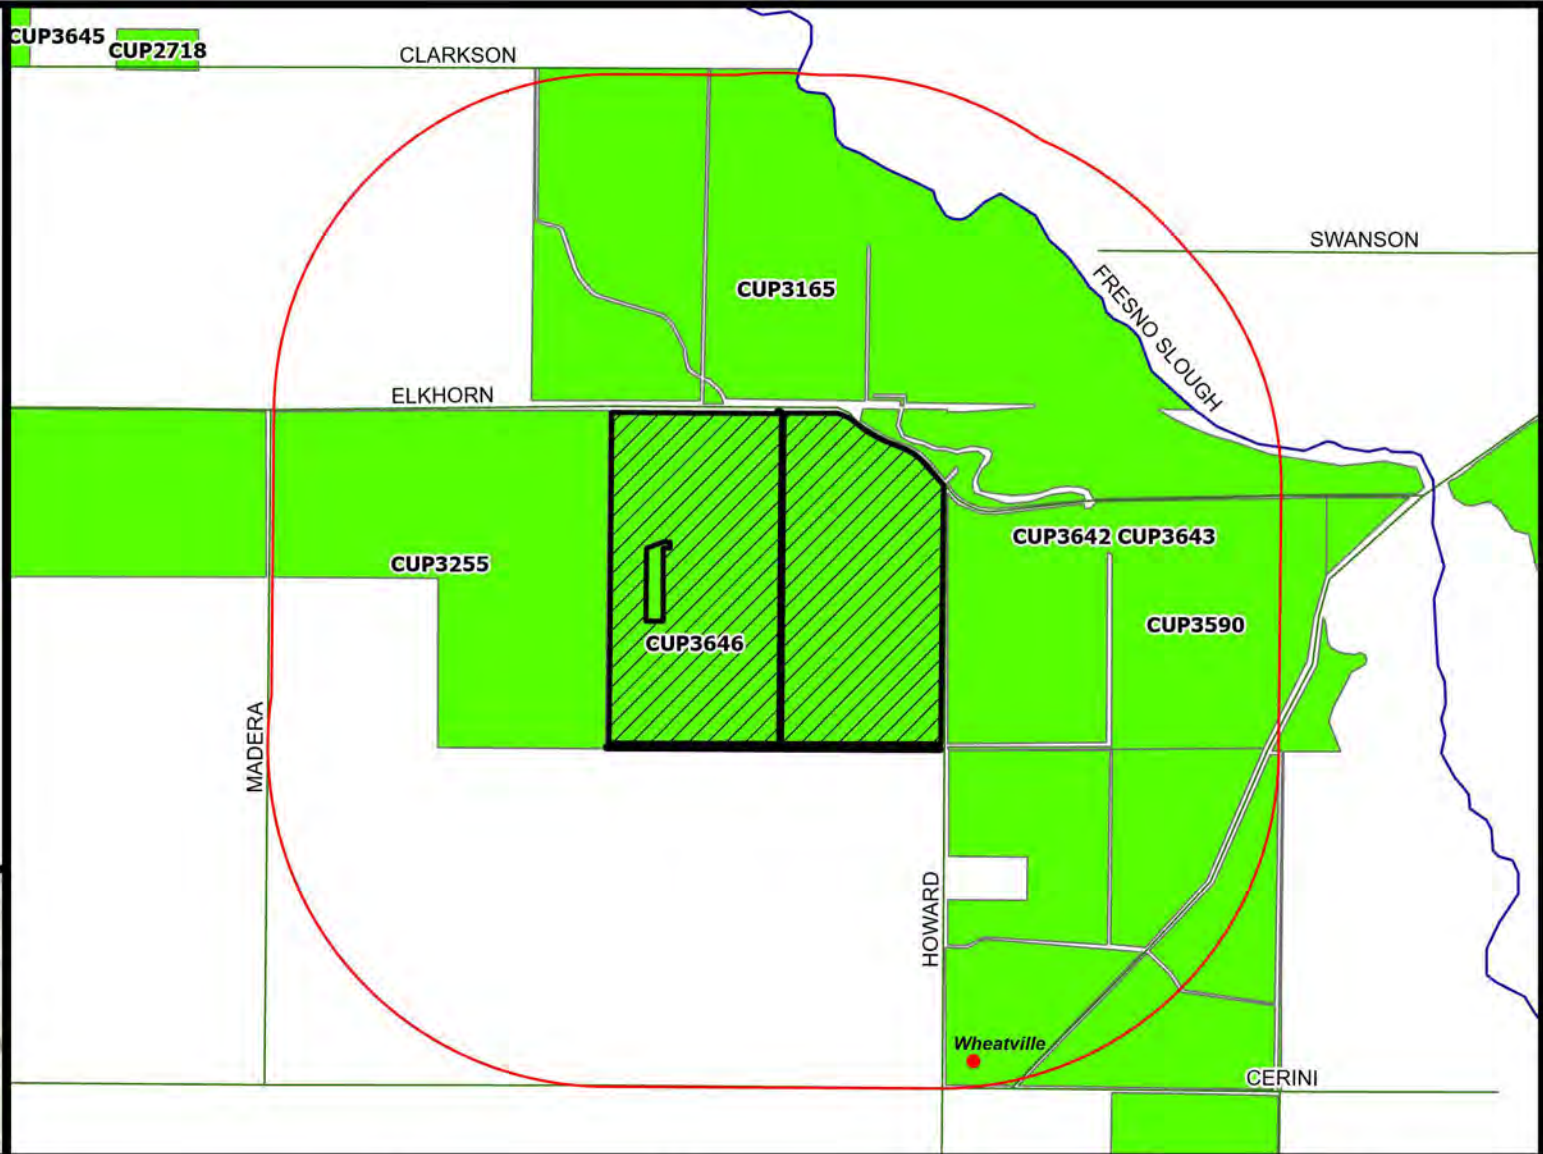 CUP3645
CUP2718
CLARKSON
SWANSON
CUP3165
FRESNO SLOUGH
ELKHORN
CUP3642 CUP3643
CUP3255
CUP3590
CUP3646
MADERA
HOWARD
Wheatville
CERINI